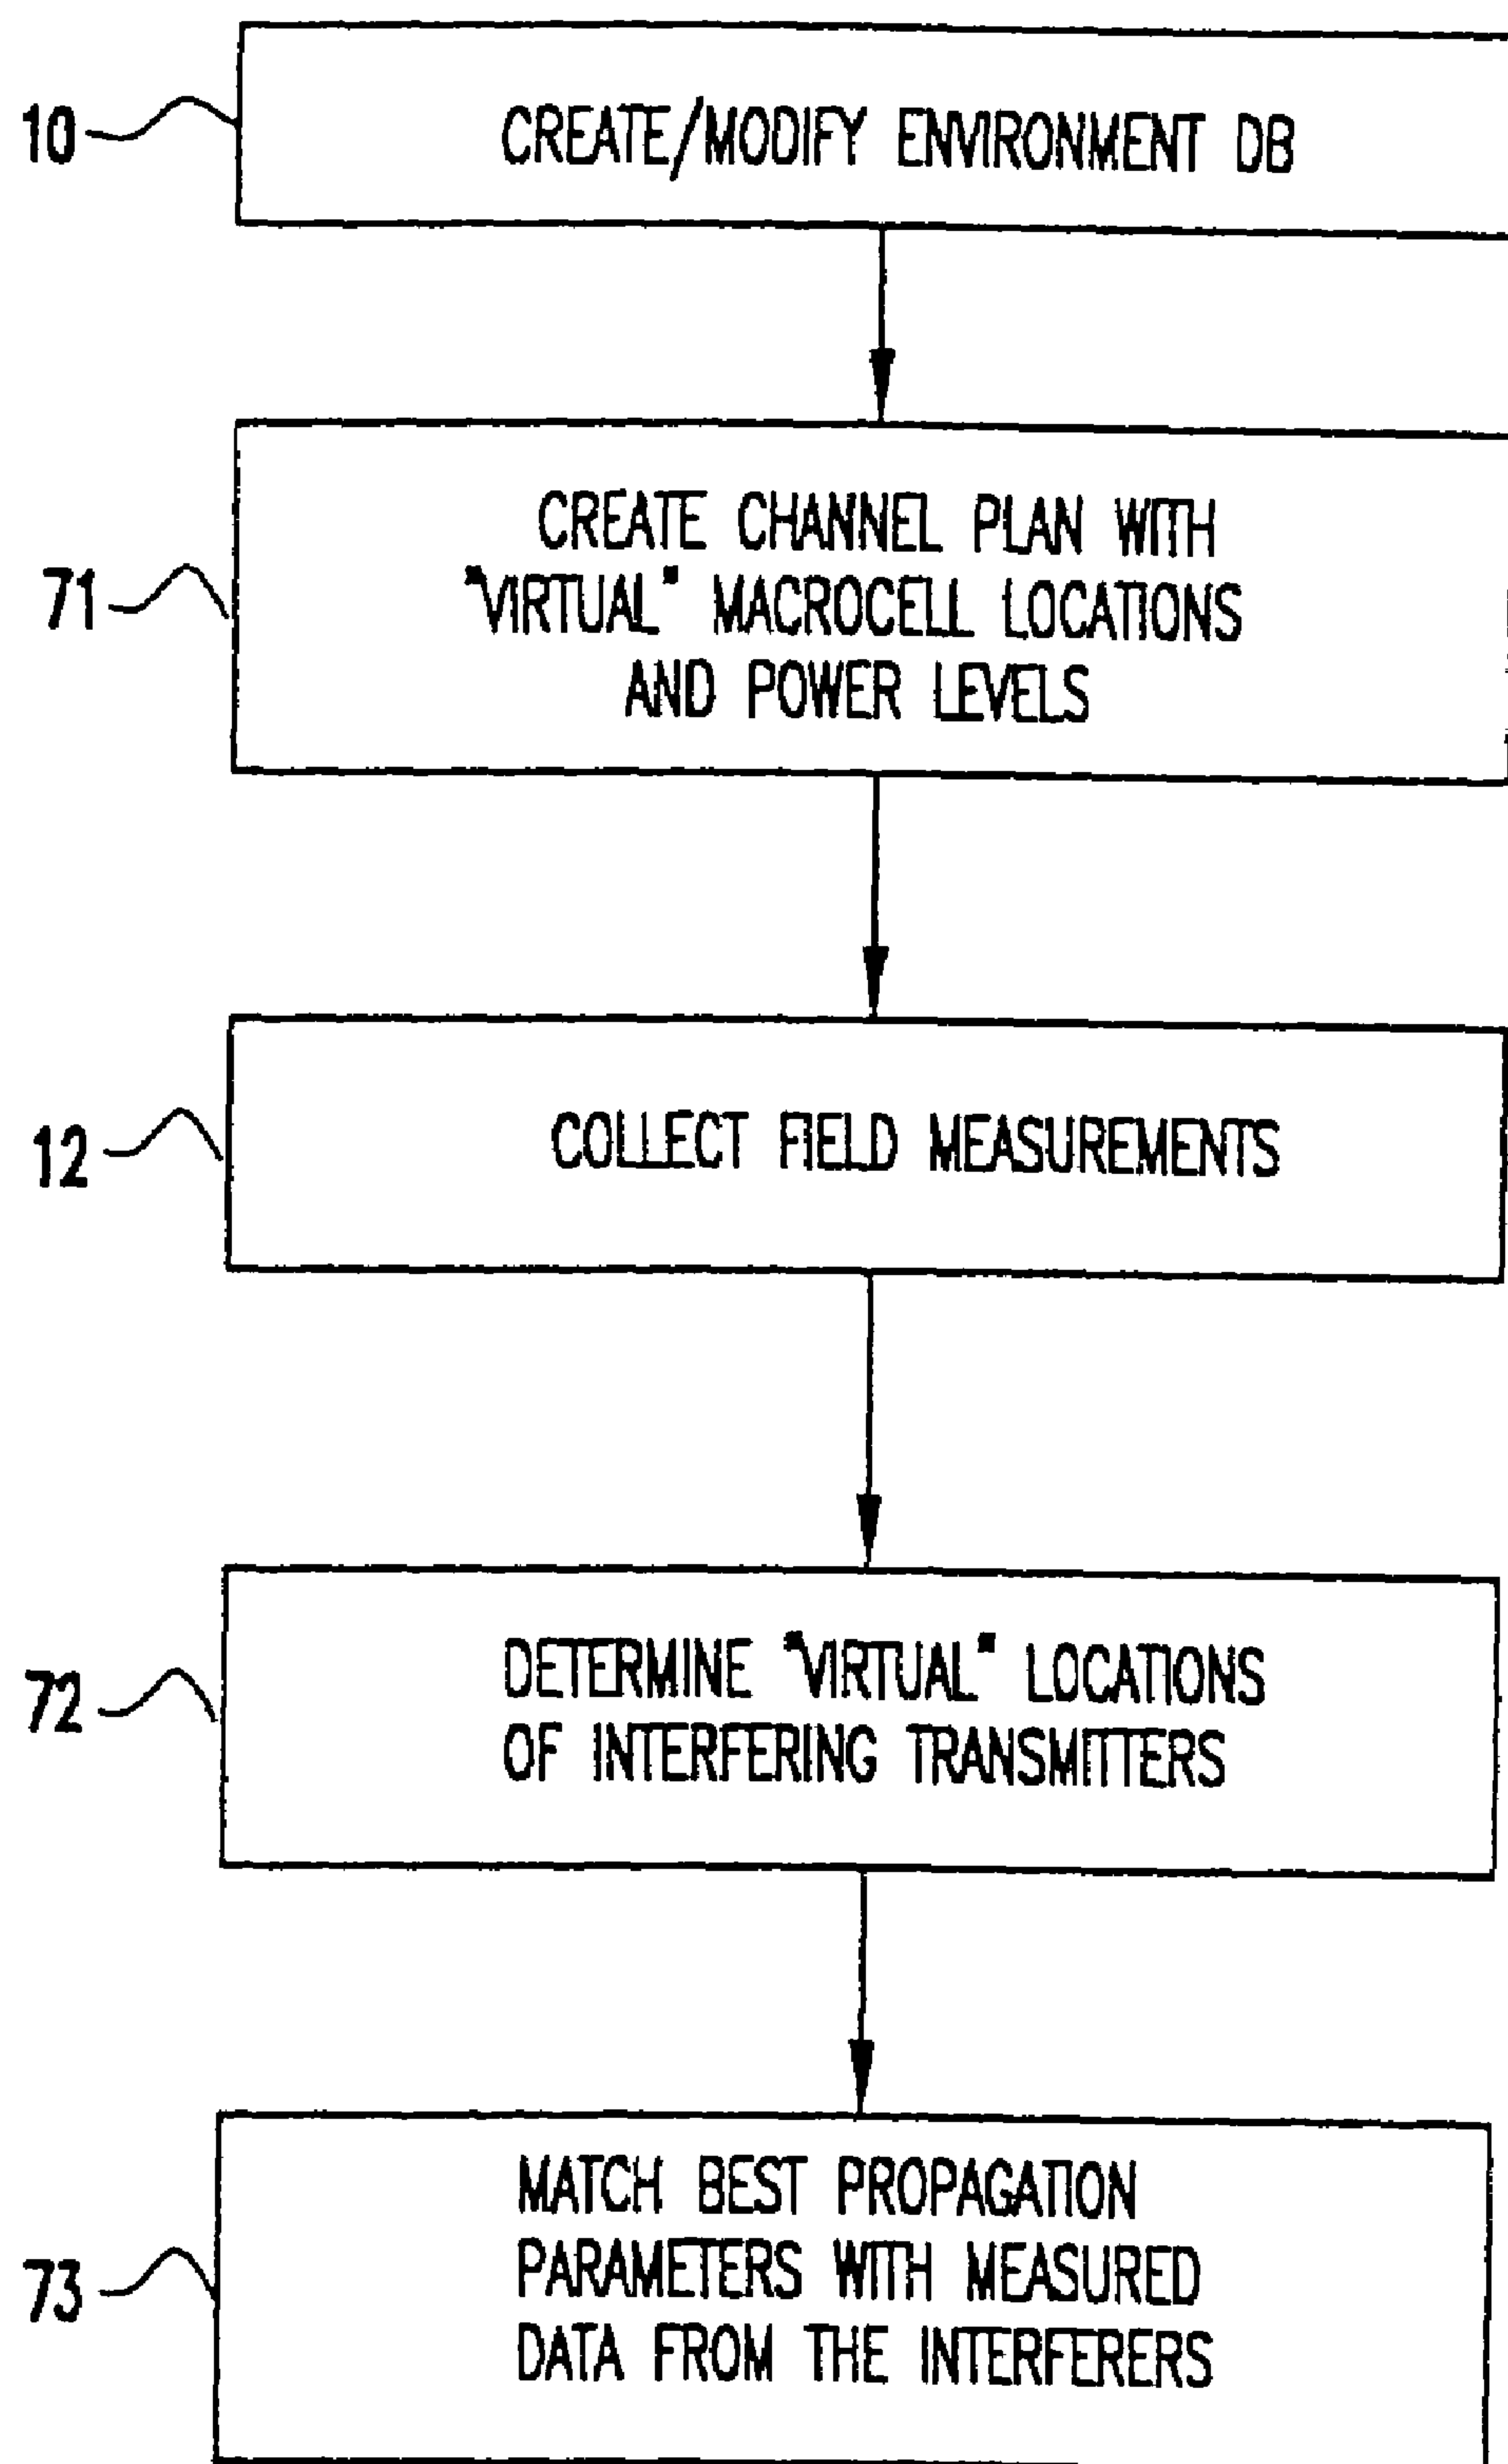 10
CREATE/MODIFY ENVIRONMENT DB
71
CREATE CHANNEL PLAN WITH
"VIRTUAL" MACROCELL LOCATIONS
AND POWER LEVELS
12
COLLECT FIELD MEASUREMENTS
72
DETERMINE "VIRTUAL" LOCATIONS
OF INTERFERING TRANSMITTERS
73
MATCH BEST PROPAGATION
PARAMETERS WITH MEASURED
DATA FROM THE INTERFERERS